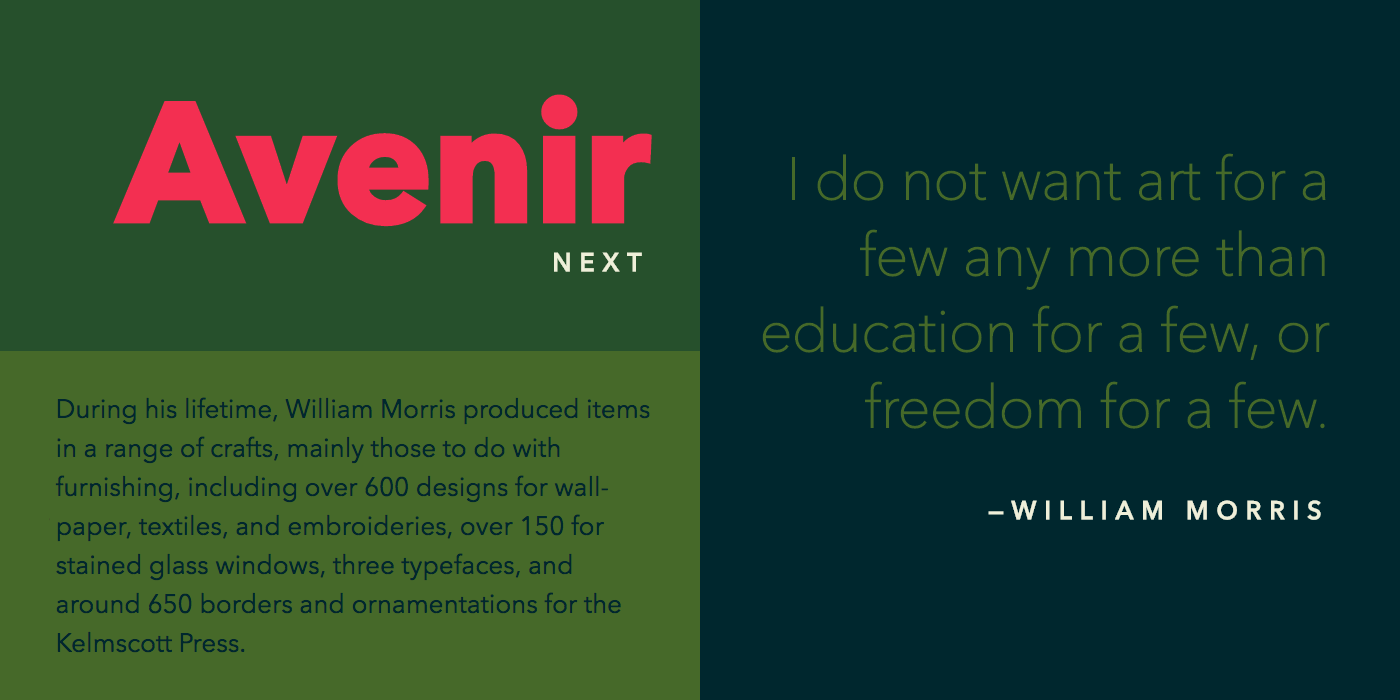 Avenir
NEXT
During his lifetime, William Morris produced items
in a range of crafts, mainly those to do with
furnishing, including over 600 designs for wall-
paper, textiles, and embroideries, over 150 for
stained glass windows, three typefaces, and
around 650 borders and ornamentations for the
Kelmscott Press.
I do not want art for a
few any more than
education for a few, or
freedom for a few.
–WILLIAM MORRIS